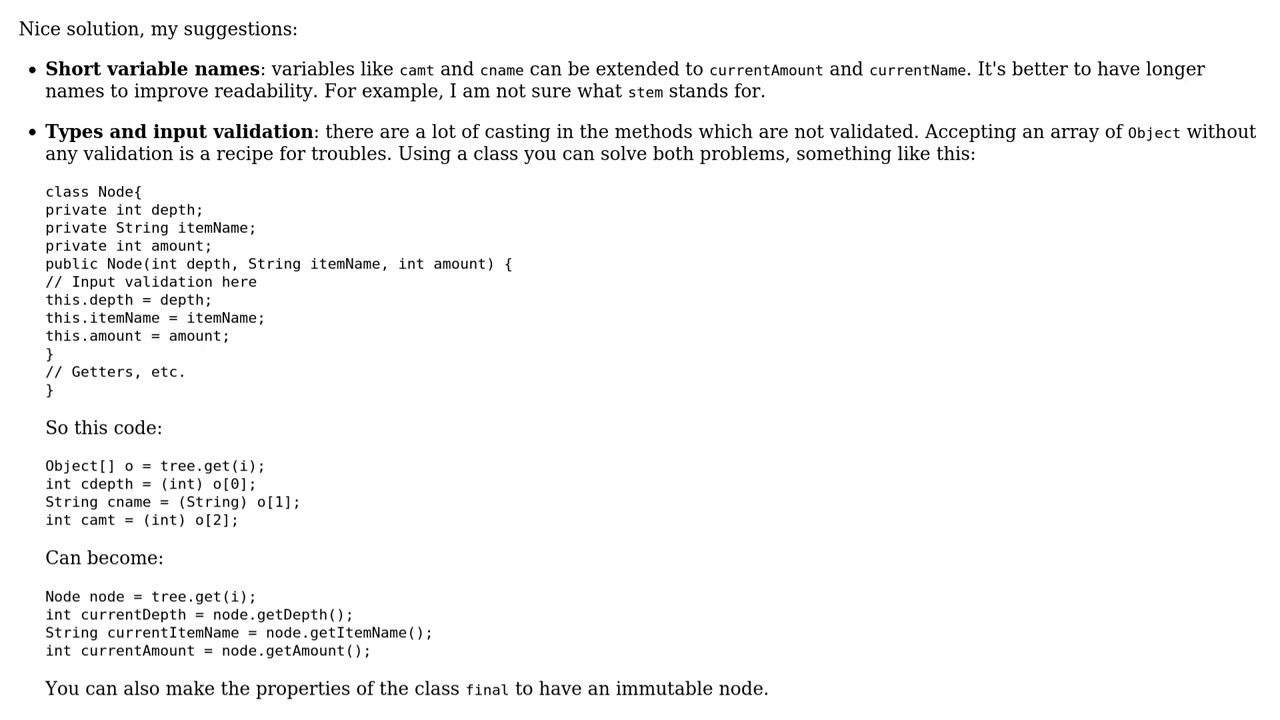 Nice solution, my suggestions:
• Short variable names: variables like camt and cname can be extended to currentAmount and currentName. It's better to have longer
names to improve readability. For example, I am not sure what stem stands for.
• Types and input validation: there are a lot of casting in the methods which are not validated. Accepting an array of Object without
any validation is a recipe for troubles. Using a class you can solve both problems, something like this:
class Node{
private int depth;
private String itemName;
private int amount;
public Node(int depth, String itemName, int amount) {
// Input validation here
this.depth = depth;
this.itemName = itemName;
this.amount = amount;
}
// Getters, etc.
}
So this code:
Object[] o = tree.get(i);
int cdepth = (int) o[0];
String cname = (String) o[1];
int camt = (int) o[2];
Can become:
Node node = tree.get(i);
int currentDepth = node.getDepth();
String currentItemName = node.getItemName();
int currentAmount = node.getAmount();
You can also make the properties of the class final to have an immutable node.